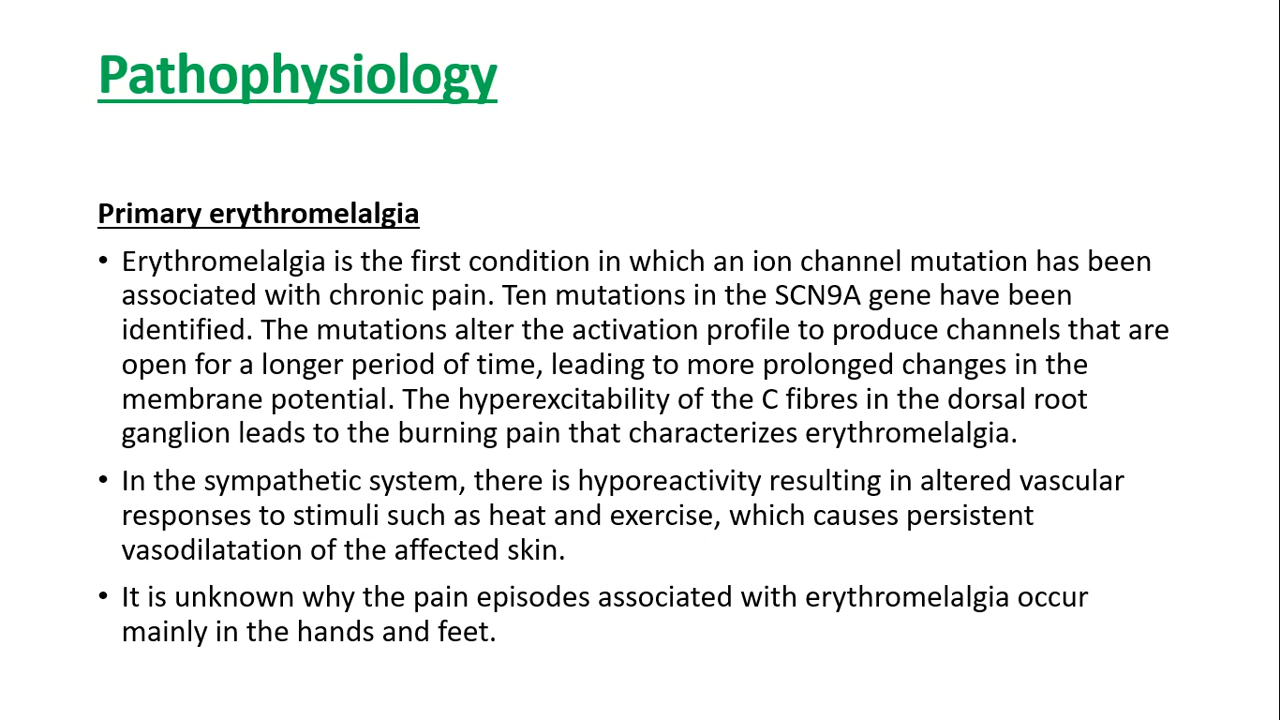 Pathophysiology
Primary erythromelalgia
• Erythromelalgia is the first condition in which an ion channel mutation has been
associated with chronic pain. Ten mutations in the SCN9A gene have been
identified. The mutations alter the activation profile to produce channels that are
open for a longer period of time, leading to more prolonged changes in the
membrane potential. The hyperexcitability of the C fibres in the dorsal root
ganglion leads to the burning pain that characterizes erythromelalgia.
• In the sympathetic system, there is hyporeactivity resulting in altered vascular
responses to stimuli such as heat and exercise, which causes persistent
vasodilatation of the affected skin.
• It is unknown why the pain episodes associated with erythromelalgia occur
mainly in the hands and feet.